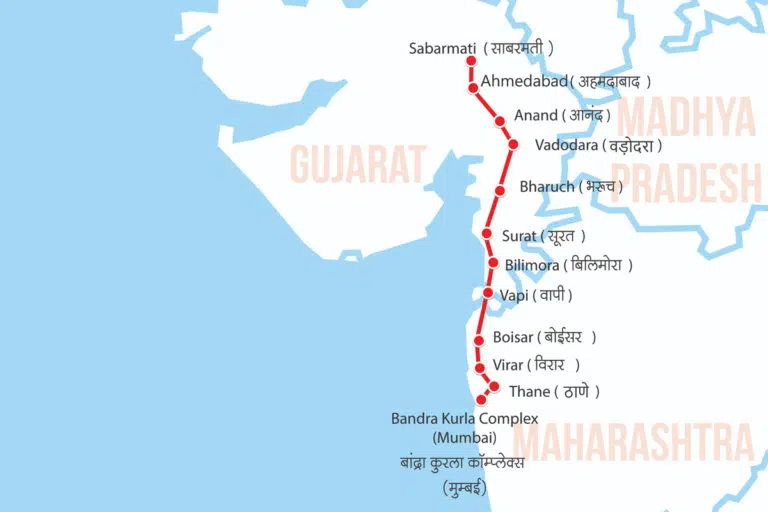 Sabarmati ( साबरमती )
Ahmedabad ( अहमदाबाद )
Anand ( आनंद )
MADHYA
Vadodara ( वड़ोदरा )
GUJARAT
PRADESH
Bharuch ( भरूच )
Surat ( सूरत )
Bilimora ( बिलिमोरा )
Vapi ( वापी )
Boisar ( बोईसर )
Virar ( विरार )
Thane ( ठाणे )
Bandra Kurla Complex
(Mumbai)
MAHARASHTRA
बांद्रा कुरला कॉम्प्लेक्स
(मुम्बई)